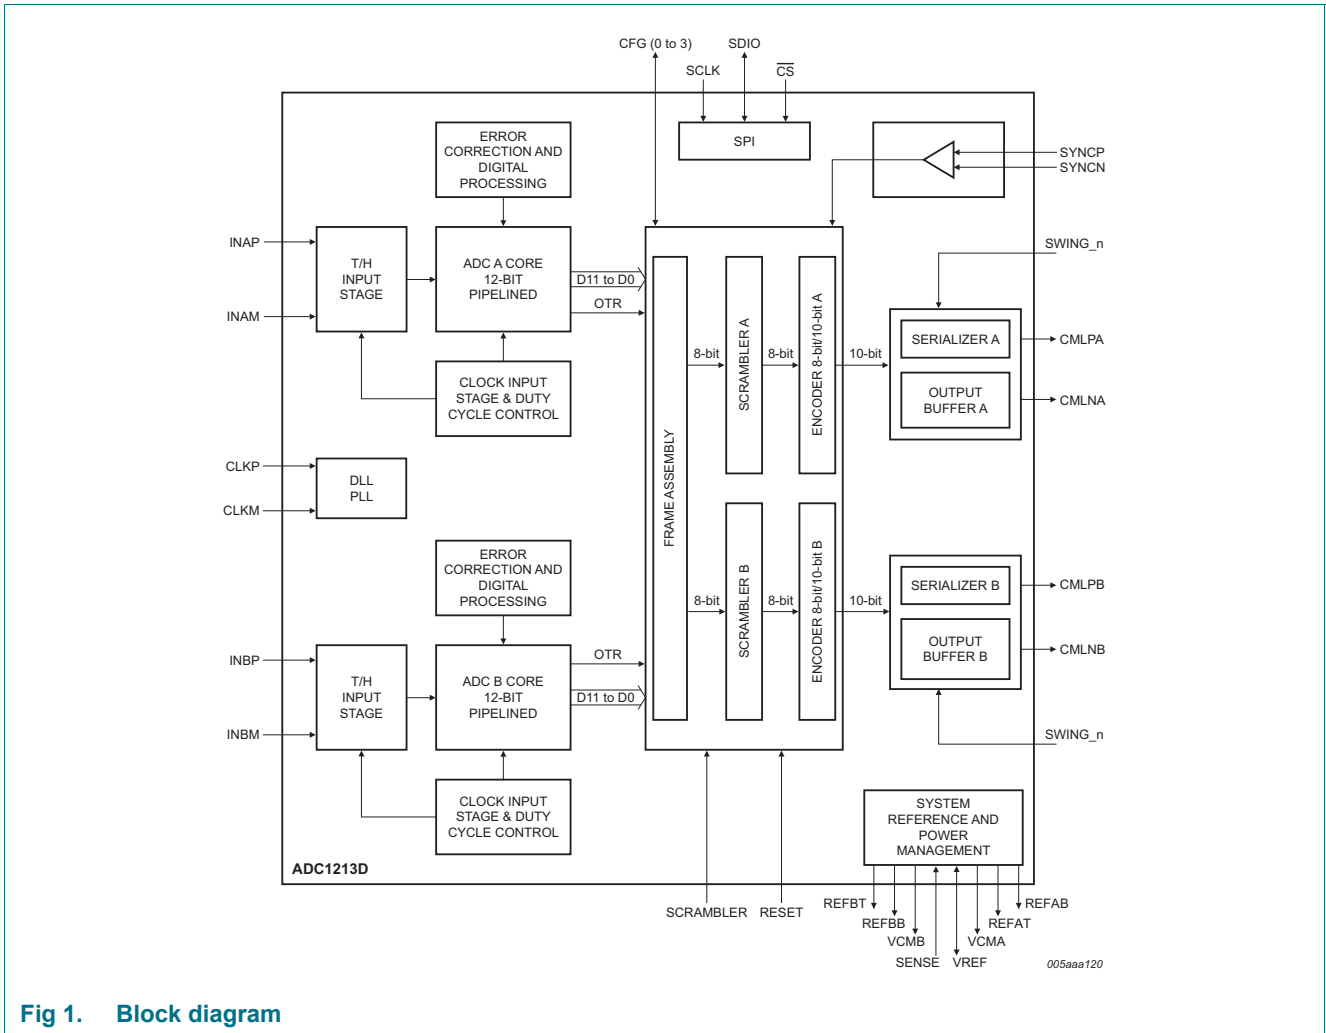 CFG (0 to 3)
SDIO
SCLK
CS
ERROR
CORRECTION AND
DIGITAL
PROCESSING
SPI
SYNCP
SYNCN
INAP
INAM
T/H
INPUT
STAGE
ADC A CORE
12-BIT
PIPELINED
D11 to D0
OTR
SWING_n
CLOCK INPUT
STAGE & DUTY
CYCLE CONTROL
FRAME ASSEMBLY
8-bit
SCRAMBLER A
8-bit
ENCODER 8-bit/10-bit A
10-bit
SERIALIZER A
OUTPUT
BUFFER A
CMLPA
CMLNA
CLKP
CLKM
DLL
PLL
ERROR
CORRECTION AND
DIGITAL
PROCESSING
8-bit
SCRAMBLER B
8-bit
ENCODER 8-bit/10-bit B
10-bit
SERIALIZER B
OUTPUT
BUFFER B
CMLPB
CMLNB
INBP
INBM
T/H
INPUT
STAGE
ADC B CORE
12-BIT
PIPELINED
OTR
D11 to D0
SWING_n
CLOCK INPUT
STAGE & DUTY
CYCLE CONTROL
SYSTEM
REFERENCE AND
POWER
MANAGEMENT
ADC1213D
SCRAMBLER
RESET
REFBT
REFBB
VCMB
SENSE
VREF
VCMA
REFAT
REFAB
005aaa120
Fig 1. Block diagram